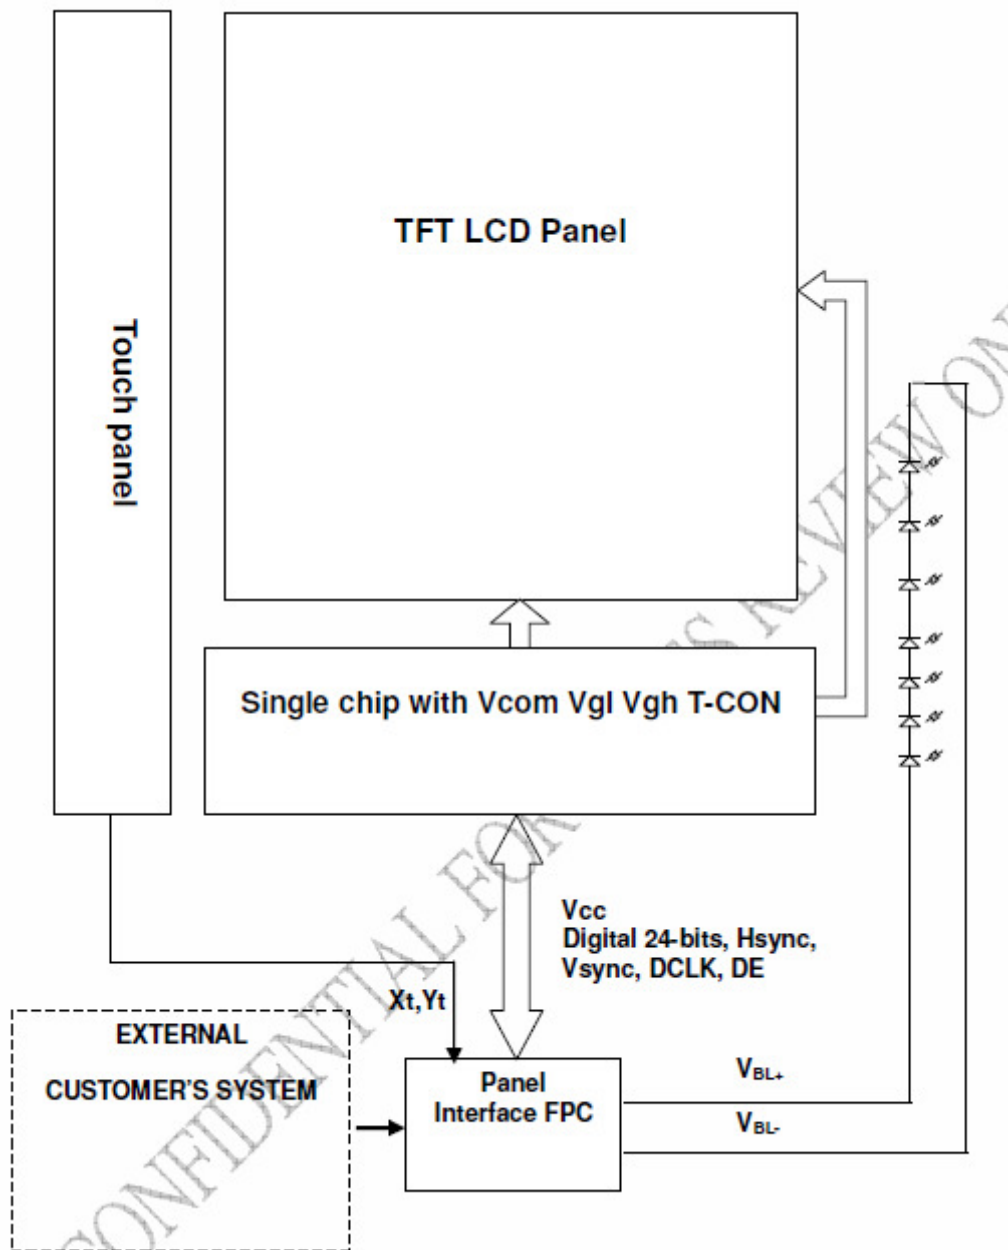 TFT LCD Panel
Touch panel
Single chip with Vcom Vgl Vgh T-CON
Vcc
Digital 24-bits, Hsync,
Vsync, DCLK, DE
Xt,Yt
EXTERNAL
CUSTOMER'S SYSTEM
Panel
Interface FPC
VBL+
VBL-
CONFIDENTIAL FOR
REVIEW